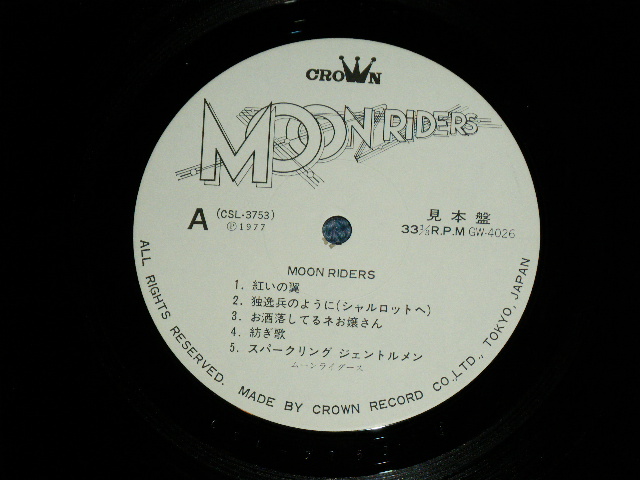 CROWN
MOON RIDERS
A
(CSL-3753)
Ⓟ1977
見本盤
33⅓R.P.M GW-4026
MOON RIDERS
1. 紅いの翼
2. 独逸兵のように(シャルロットへ)
3. お洒落してるネお嬢さん
4. 紡ぎ歌
5. スパークリング ジェントルメン
ムーンライダース
ALL RIGHTS RESERVED. MADE BY CROWN RECORD CO.,LTD., TOKYO, JAPAN